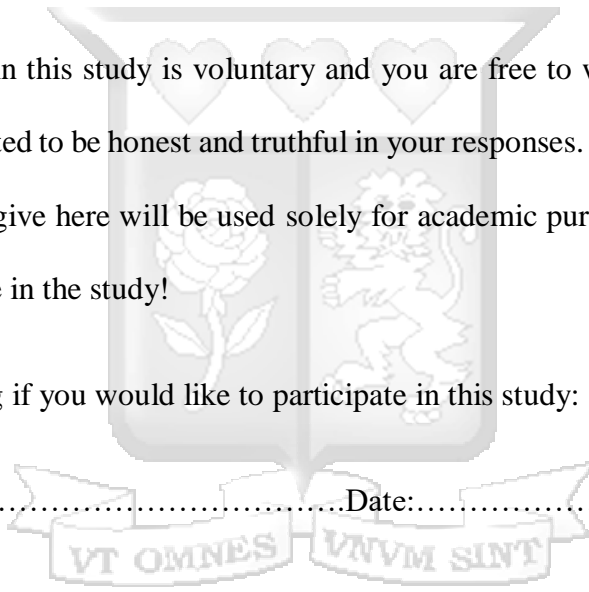 in this study is voluntary and you are free to
ted to be honest and truthful in your responses.
give here will be used solely for academic pur
e in the study!
g if you would like to participate in this study:
……………………………….Date:……………
VT OMNES VNVM SINT